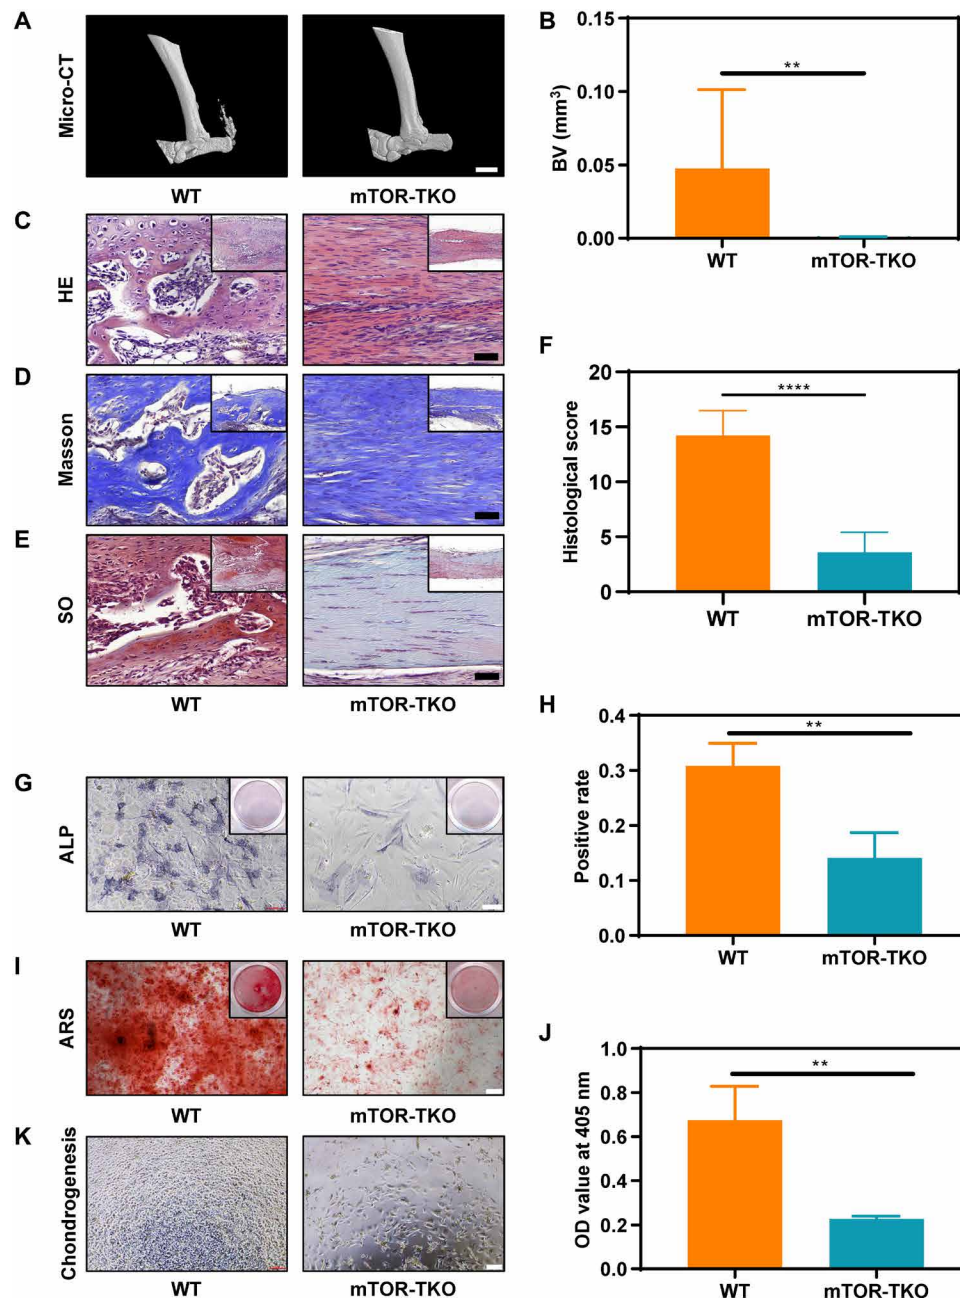 A
Micro-CT
WT
mTOR-TKO
B
BV (mm³)
0.15
0.10
0.05
0.00
**
WT
mTOR-TKO
C
HE
D
Masson
E
SO
WT
mTOR-TKO
F
Histological score
20
15
10
5
0
****
WT
mTOR-TKO
G
ALP
WT
mTOR-TKO
H
Positive rate
0.4
0.3
0.2
0.1
0.0
**
WT
mTOR-TKO
I
ARS
WT
mTOR-TKO
J
OD value at 405 nm
1.0
0.8
0.6
0.4
0.2
0.0
**
WT
mTOR-TKO
K
Chondrogenesis
WT
mTOR-TKO